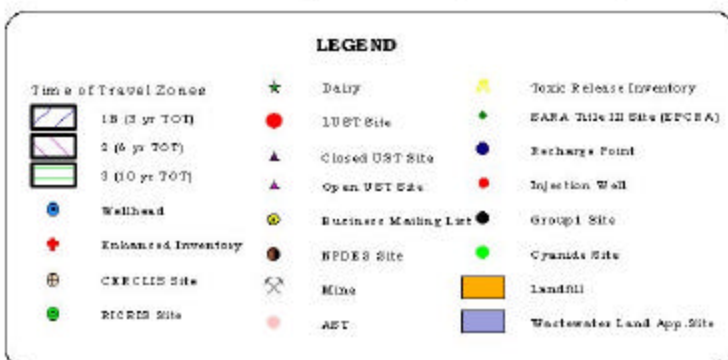 LEGEND
Time of Travel Zones
1B (3 yr TOT)
2 (6 yr TOT)
3 (10 yr TOT)
Wellhead
Enhanced Inventory
CERCLIS Site
RICRIS Site
Dairy
LUST Site
Closed UST Site
Open UST Site
Business Mailing List
NPDES Site
Mine
AST
Toxic Release Inventory
SARA Title III Site (EPCRA)
Recharge Point
Injection Well
Group1 Site
Cyanide Site
Landfill
Wastewater Land App.Site